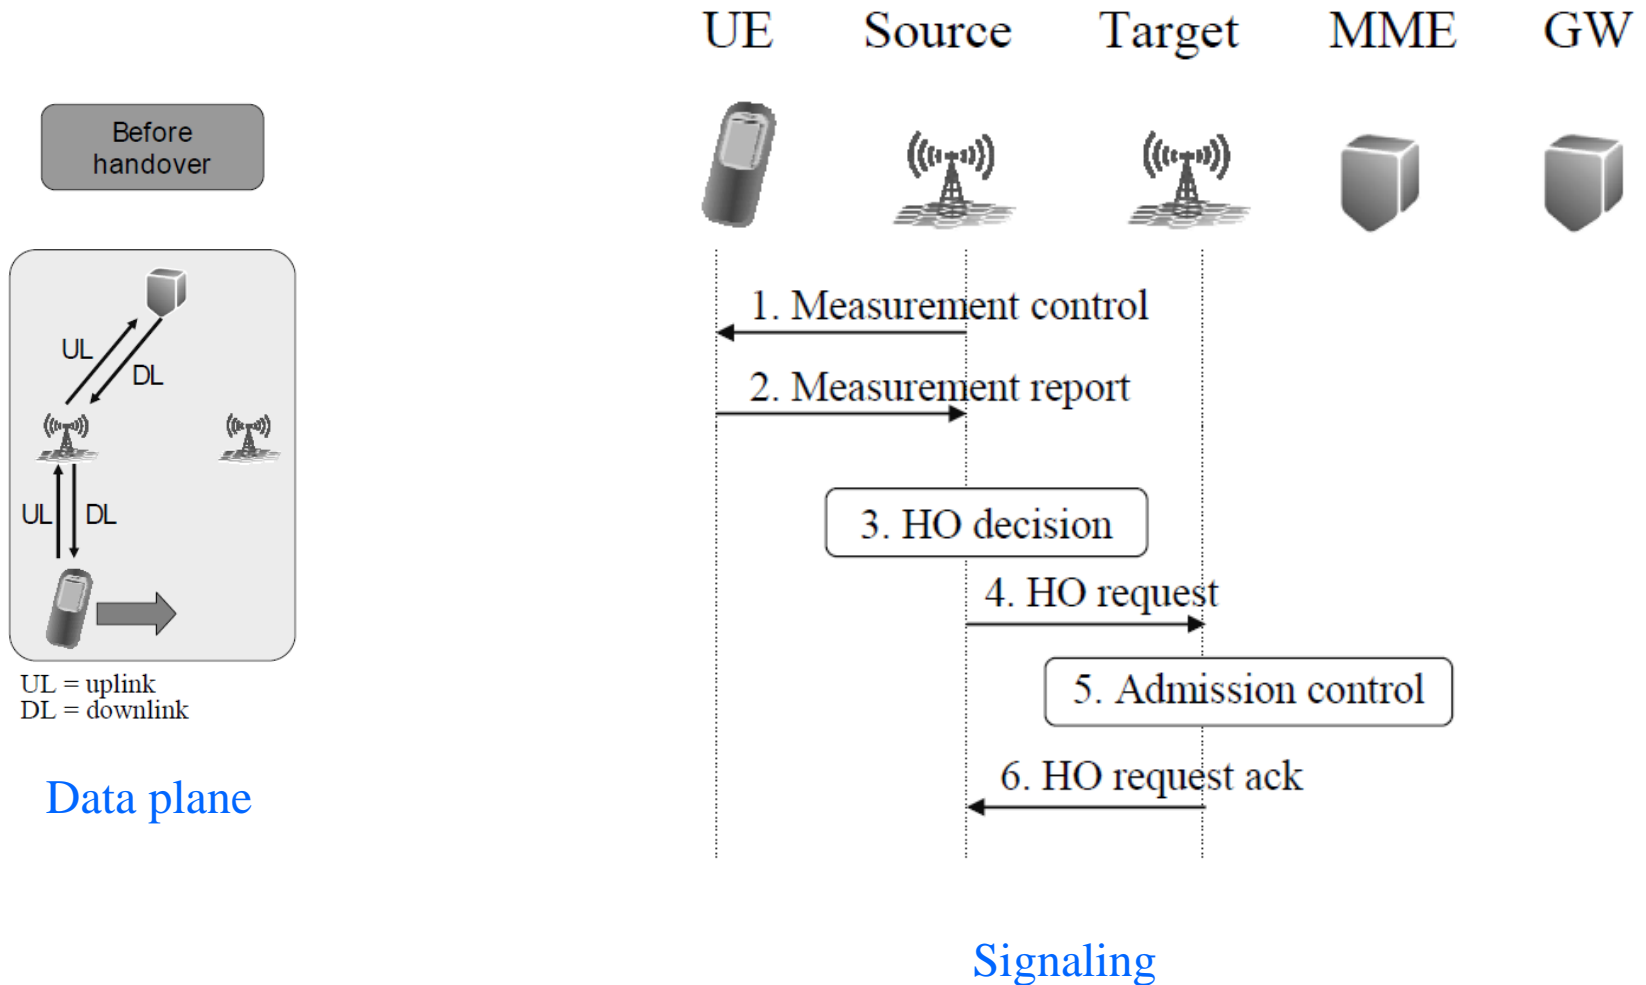 UE Source Target MME GW
Before
handover
UL
DL
UL DL
UL = uplink
DL = downlink
Data plane
1. Measurement control
2. Measurement report
3. HO decision
4. HO request
5. Admission control
6. HO request ack
Signaling